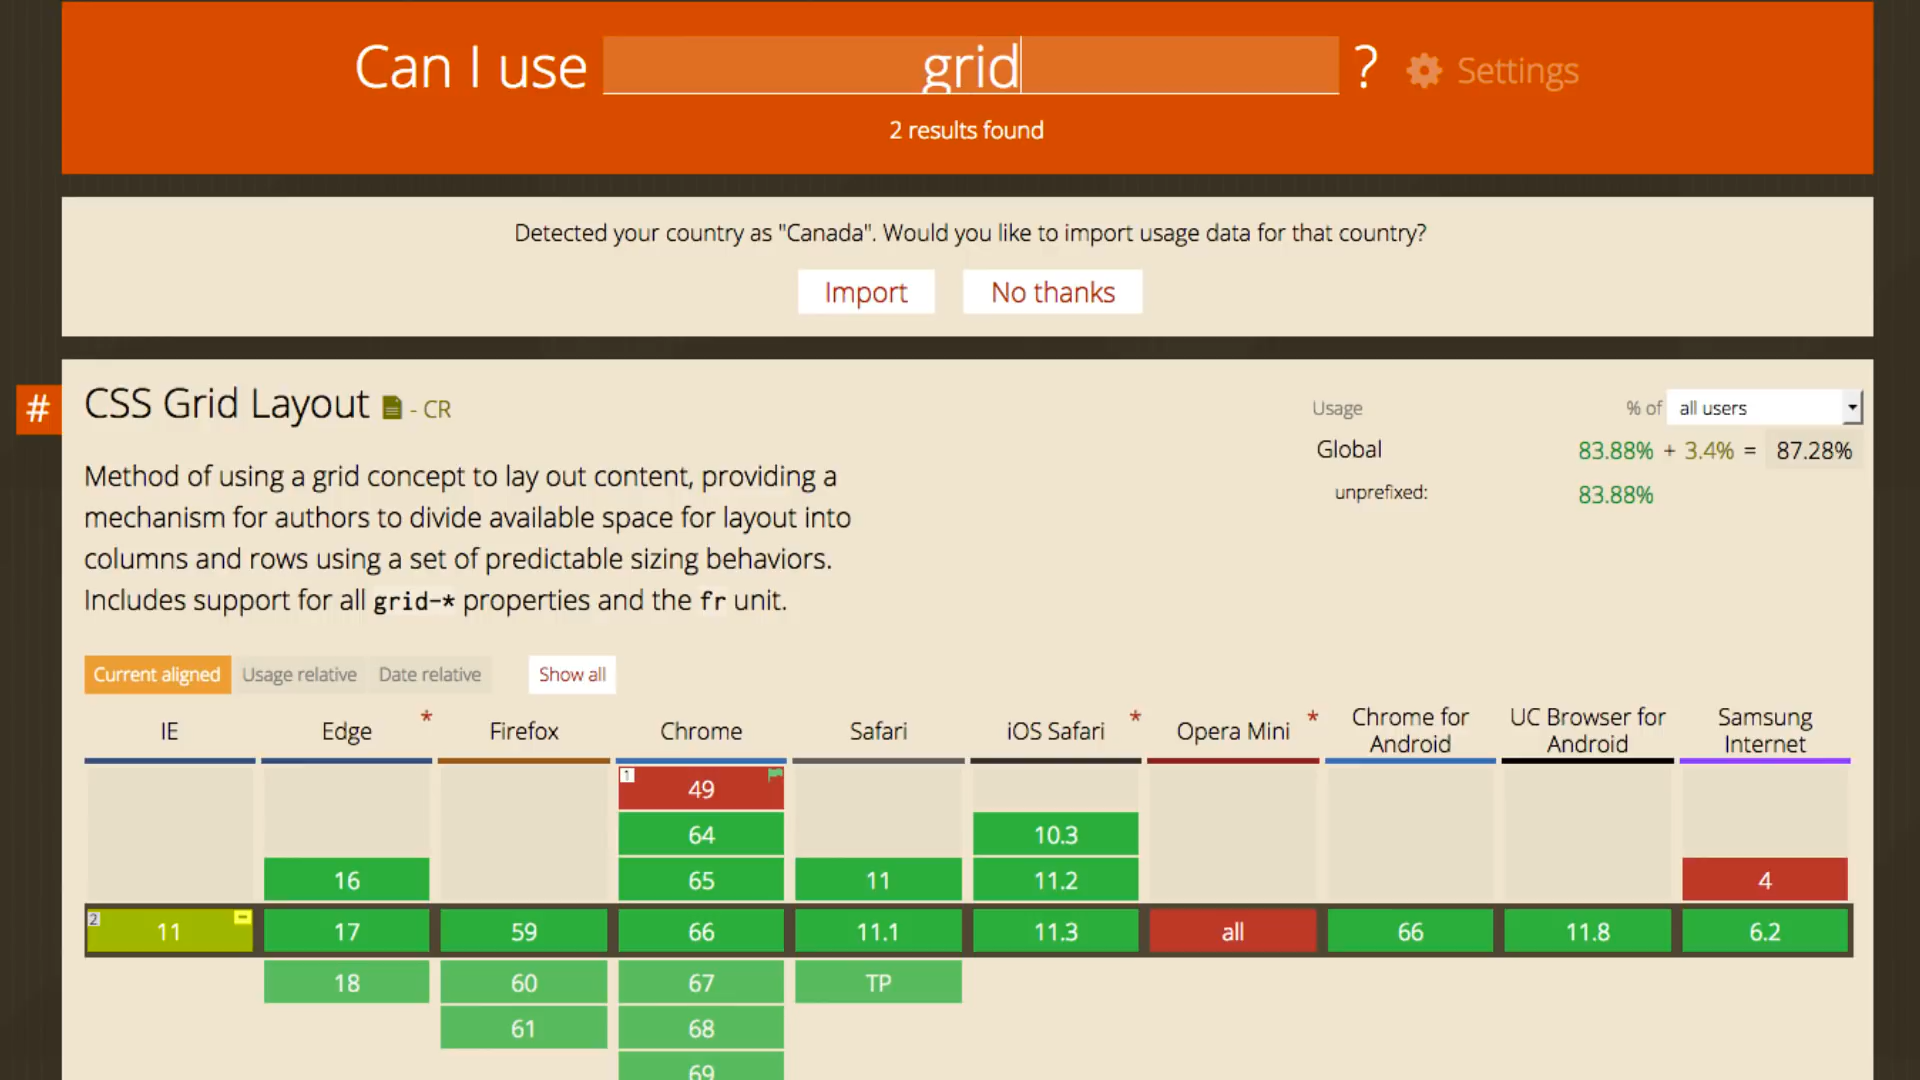 Can I use grid ? Settings
2 results found
Detected your country as "Canada". Would you like to import usage data for that country?
Import No thanks
# CSS Grid Layout - CR
Usage % of all users
Global 83.88% + 3.4% = 87.28%
unprefixed: 83.88%
Method of using a grid concept to lay out content, providing a
mechanism for authors to divide available space for layout into
columns and rows using a set of predictable sizing behaviors.
Includes support for all grid-* properties and the fr unit.
Current aligned Usage relative Date relative Show all
IE Edge * Firefox Chrome Safari iOS Safari * Opera Mini * Chrome for Android UC Browser for Android Samsung Internet
1 49
64 10.3
16 65 11 11.2 4
2 11 - 17 59 66 11.1 11.3 all 66 11.8 6.2
18 60 67 TP
61 68
69